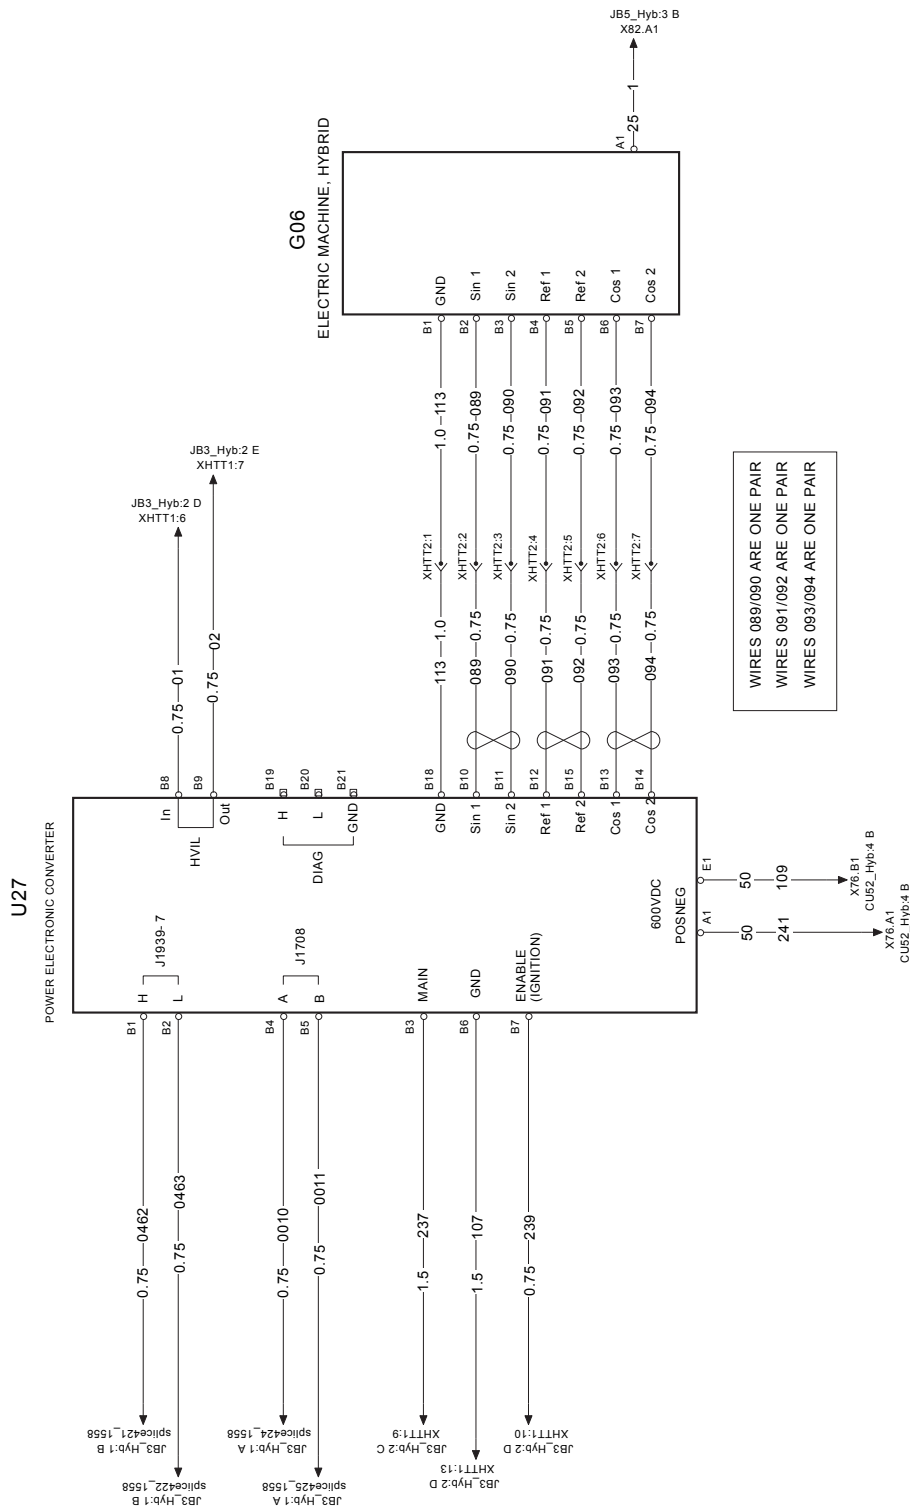 JB5_Hyb:3 B
X82.A1
1
25
A1
G06
ELECTRIC MACHINE, HYBRID
GND
Sin 1
Sin 2
Ref 1
Ref 2
Cos 1
Cos 2
B1
B2
B3
B4
B5
B6
B7
1.0 113
0.75 089
0.75 090
0.75 091
0.75 092
0.75 093
0.75 094
JB3_Hyb:2 E
XHTT1:7
JB3_Hyb:2 D
XHTT1:6
XHTT2:1
XHTT2:2
XHTT2:3
XHTT2:4
XHTT2:5
XHTT2:6
XHTT2:7
WIRES 089/090 ARE ONE PAIR
WIRES 091/092 ARE ONE PAIR
WIRES 093/094 ARE ONE PAIR
0.75 01
0.75 02
113 1.0
089 0.75
090 0.75
091 0.75
092 0.75
093 0.75
094 0.75
U27
POWER ELECTRONIC CONVERTER
B8
B9
B19
B20
B21
B18
B10
B11
B12
B15
B13
B14
In
Out
HVIL
H
L
GND
DIAG
GND
Sin 1
Sin 2
Ref 1
Ref 2
Cos 1
Cos 2
600VDC
POSNEG
E1
A1
50 109
50 241
X76.B1
CU52_Hyb:4 B
X76.A1
CU52_Hyb:4 B
J1939-7
H
L
J1708
A
B
MAIN
GND
ENABLE
(IGNITION)
B1
B2
B4
B5
B3
B6
B7
0.75 0462
0.75 0463
0.75 0010
0.75 0011
1.5 237
1.5 107
0.75 239
splice421_1558
JB3_Hyb:1 B
splice422_1558
JB3_Hyb:1 B
splice424_1558
JB3_Hyb:1 A
splice425_1558
JB3_Hyb:1 A
XHTT1:9
JB3_Hyb:2 C
XHTT1:13
JB3_Hyb:2 D
XHTT1:10
JB3_Hyb:2 D